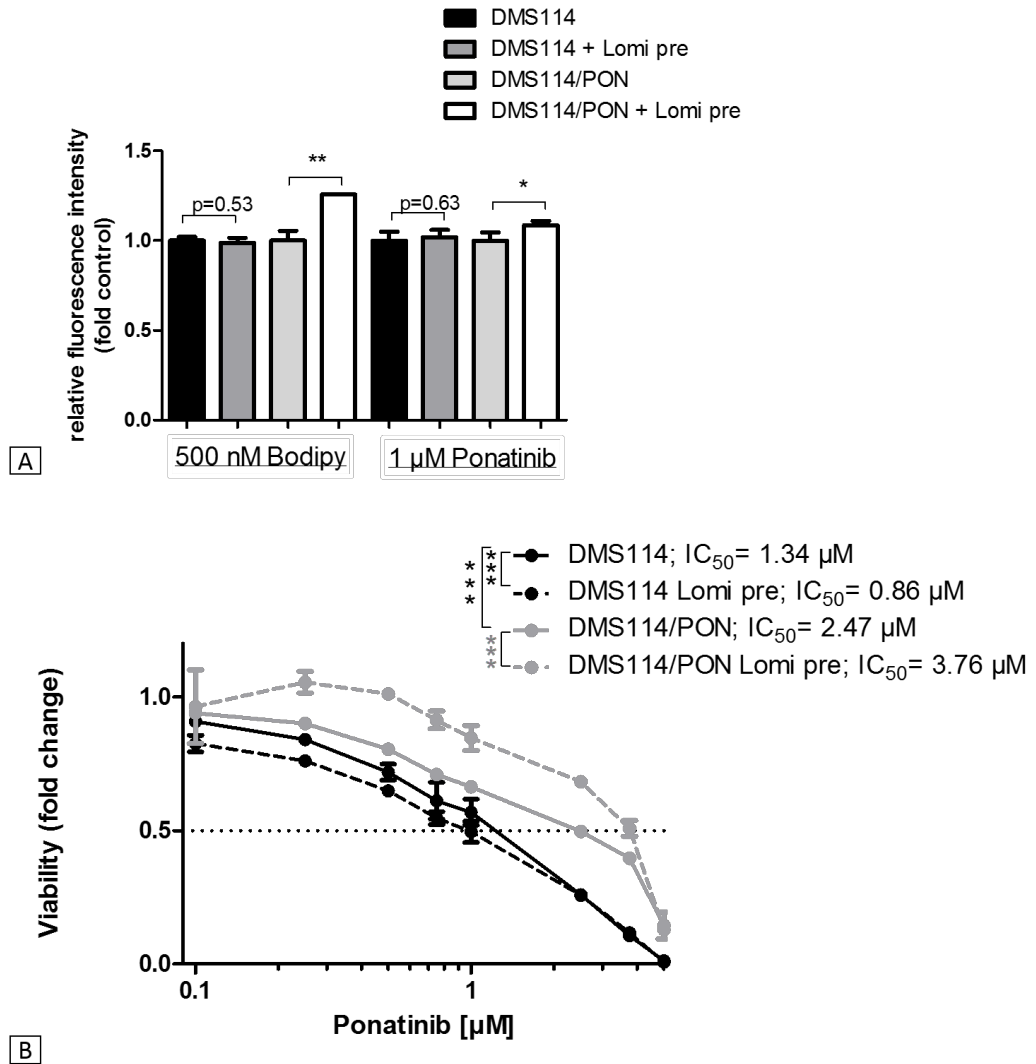 DMS114
DMS114 + Lomi pre
DMS114/PON
DMS114/PON + Lomi pre
relative fluorescence intensity
(fold control)
1.5
1.0
0.5
0.0
p=0.53
**
p=0.63
*
500 nM Bodipy
1 µM Ponatinib
A
***
***
***
DMS114; IC50= 1.34 µM
DMS114 Lomi pre; IC50= 0.86 µM
DMS114/PON; IC50= 2.47 µM
DMS114/PON Lomi pre; IC50= 3.76 µM
Viability (fold change)
1.0
0.5
0.0
0.1
1
Ponatinib [µM]
B